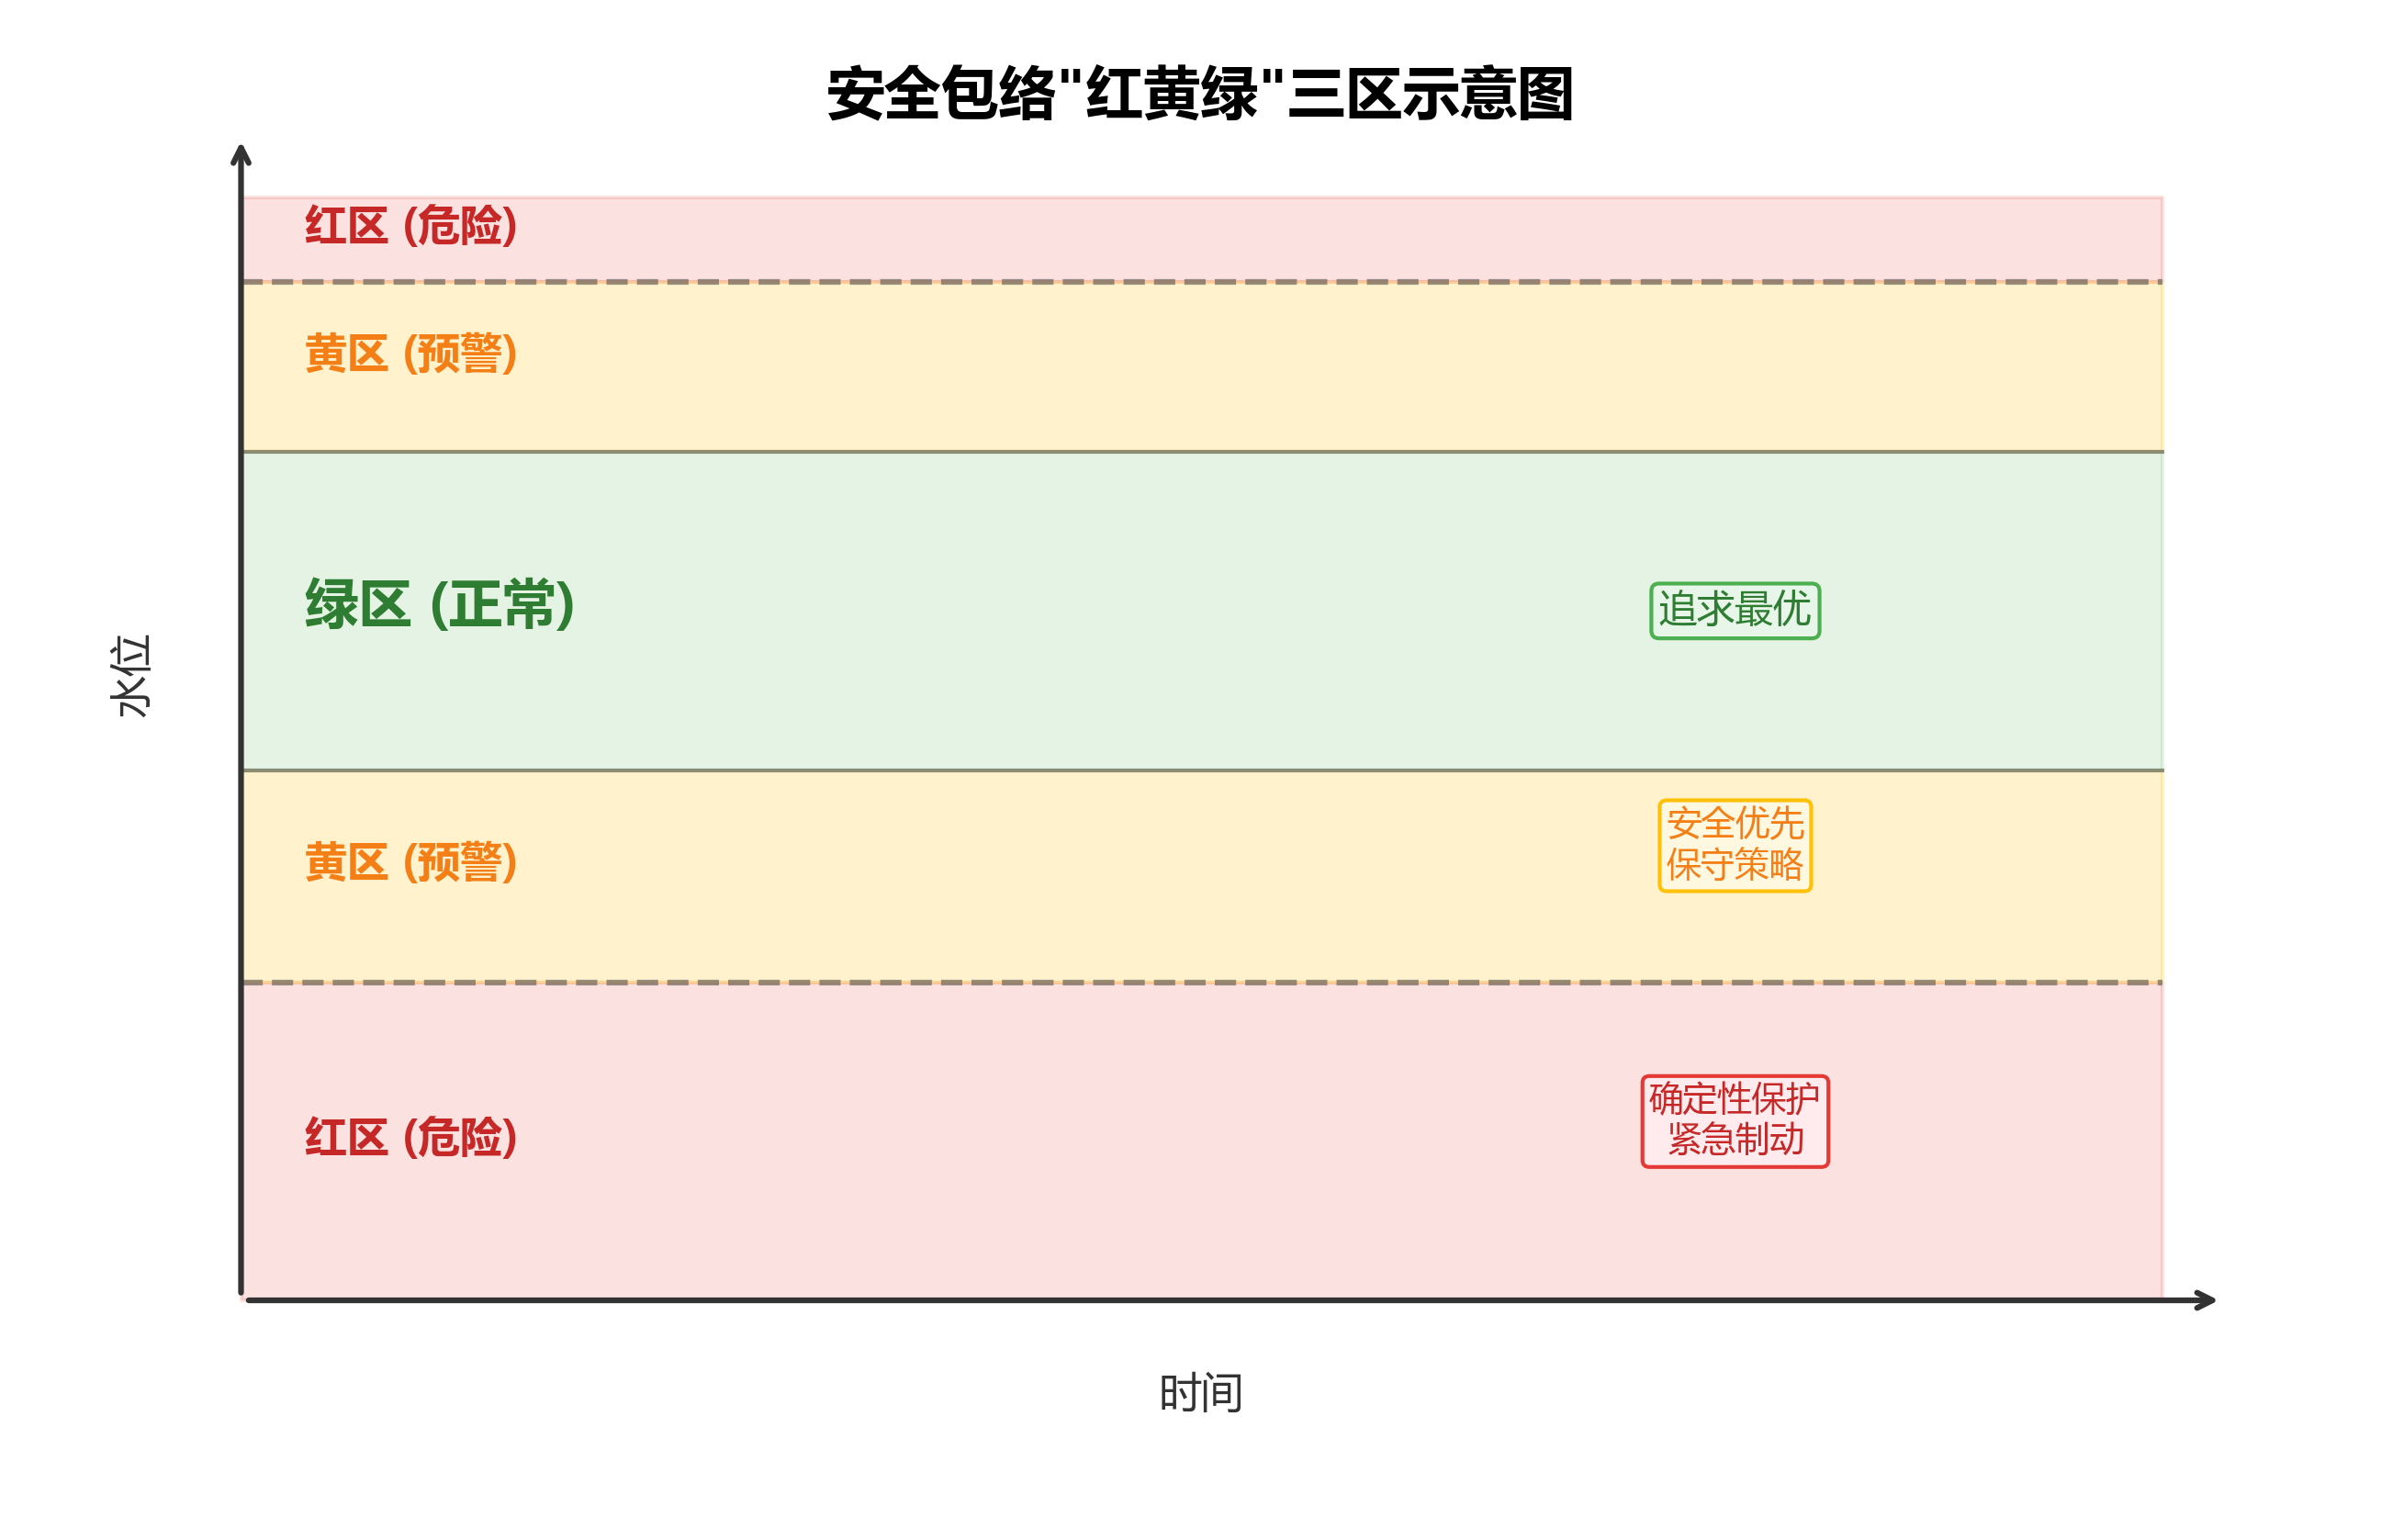 安全包络"红黄绿"三区示意图
红区 (危险)
黄区 (预警)
绿区 (正常)
追求最优
水位
黄区 (预警)
安全优先
保守策略
红区 (危险)
确定性保护
紧急制动
时间